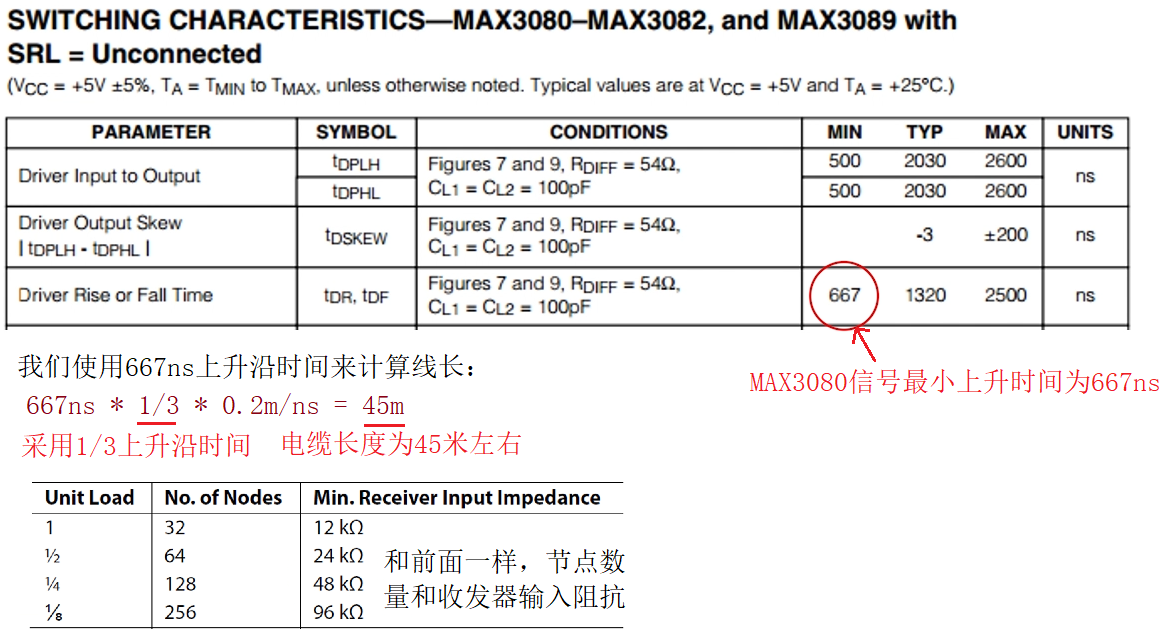 SWITCHING CHARACTERISTICS—MAX3080–MAX3082, and MAX3089 with
SRL = Unconnected
(VCC = +5V ±5%, TA = TMIN to TMAX, unless otherwise noted. Typical values are at VCC = +5V and TA = +25°C.)
PARAMETER SYMBOL CONDITIONS MIN TYP MAX UNITS
Driver Input to Output tDPLH Figures 7 and 9, RDIFF = 54Ω, 500 2030 2600 ns
tDPHL CL1 = CL2 = 100pF 500 2030 2600
Driver Output Skew tDSKEW Figures 7 and 9, RDIFF = 54Ω, -3 ±200 ns
| tDPLH - tDPHL | CL1 = CL2 = 100pF
Driver Rise or Fall Time tDR, tDF Figures 7 and 9, RDIFF = 54Ω, 667 1320 2500 ns
CL1 = CL2 = 100pF
我们使用667ns上升沿时间来计算线长：
MAX3080信号最小上升时间为667ns
667ns * 1/3 * 0.2m/ns = 45m
采用1/3上升沿时间 电缆长度为45米左右
Unit Load No. of Nodes Min. Receiver Input Impedance
1 32 12 kΩ
½ 64 24 kΩ
¼ 128 48 kΩ
⅛ 256 96 kΩ
和前面一样，节点数
量和收发器输入阻抗